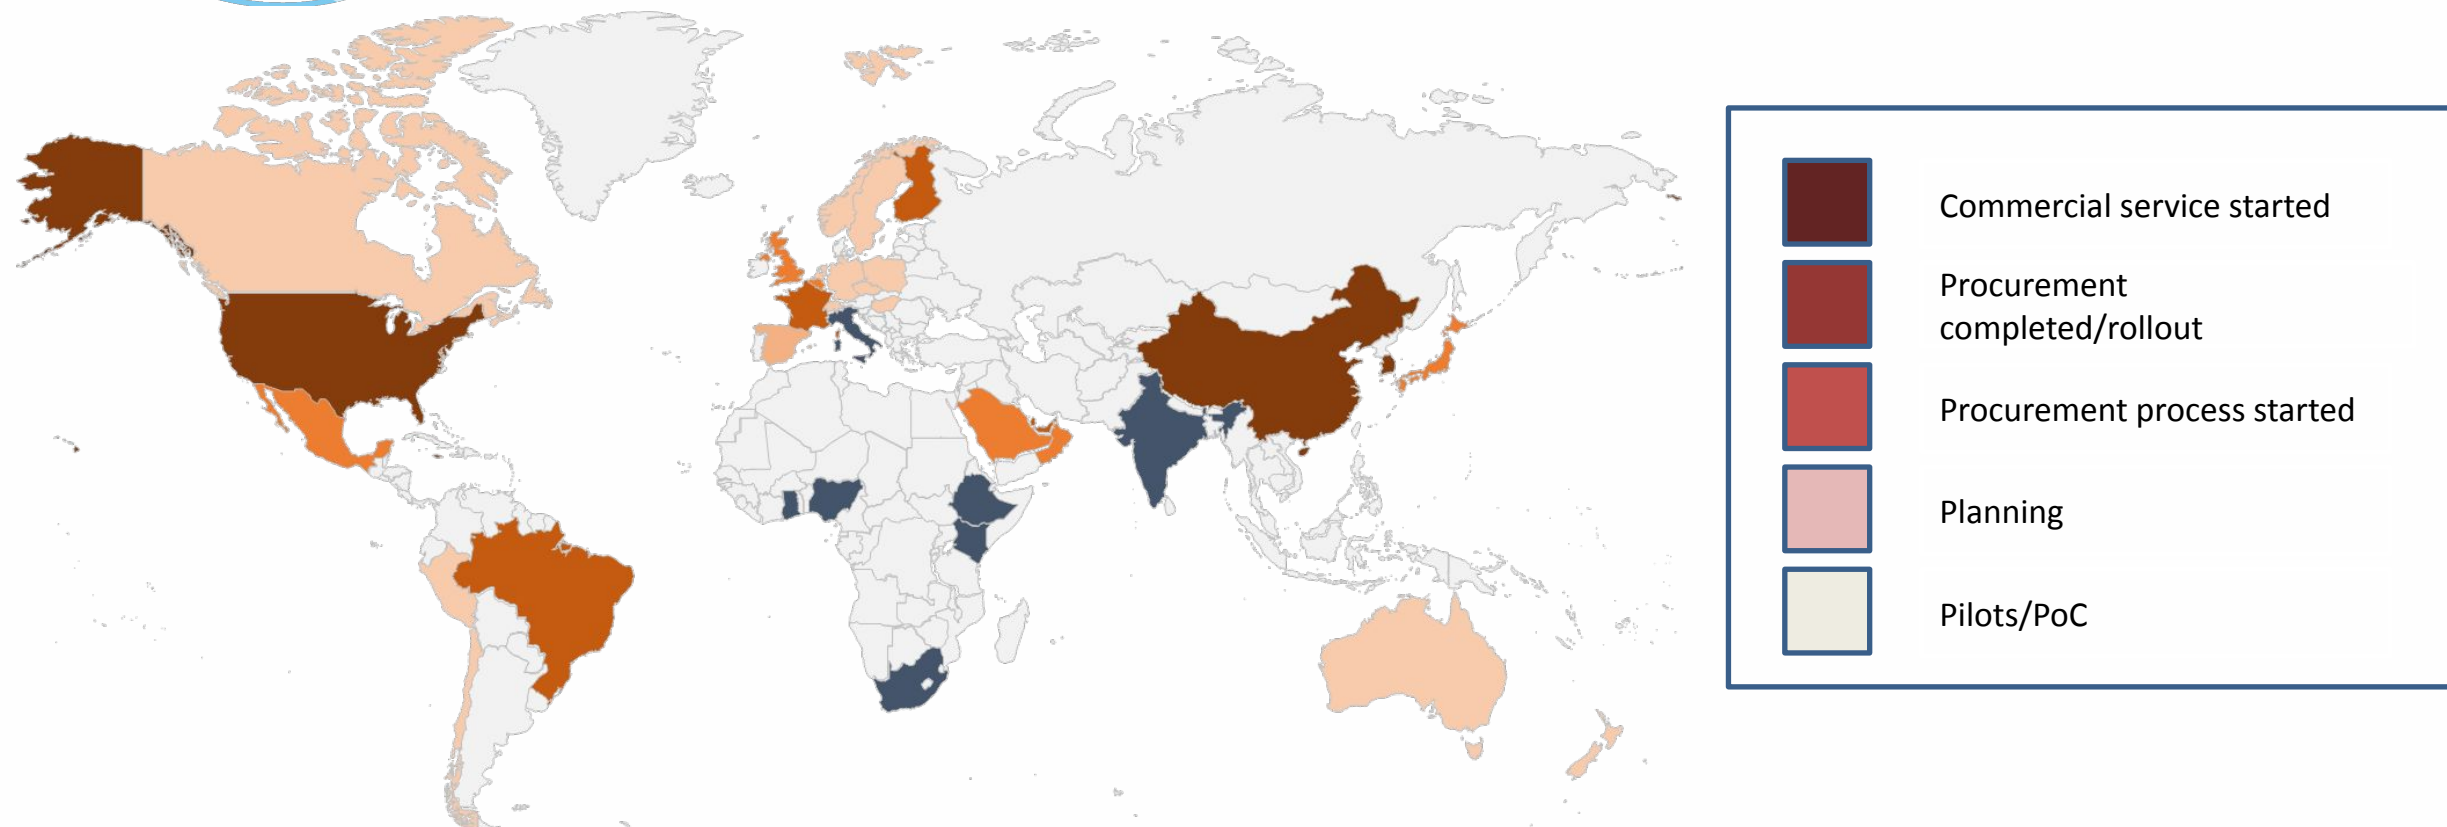 Commercial service started
Procurement
completed/rollout
Procurement process started
Planning
Pilots/PoC